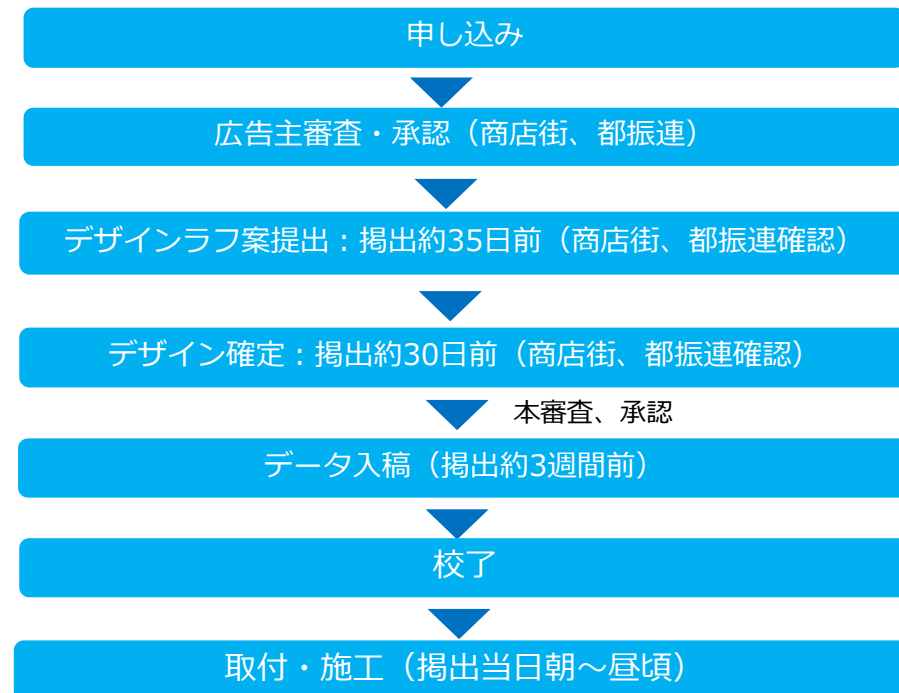 申し込み
広告主審査・承認（商店街、都振連）
デザインラフ案提出：掲出約35日前（商店街、都振連確認）
デザイン確定：掲出約30日前（商店街、都振連確認）
本審査、承認
データ入稿（掲出約3週間前）
校了
取付・施工（掲出当日朝～昼頃）